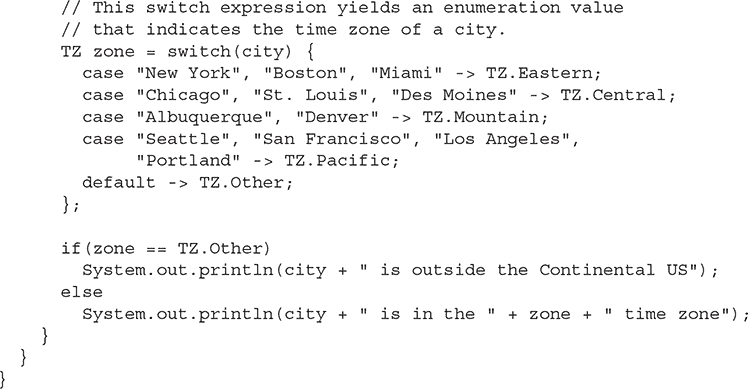 // This switch expression yields an enumeration value
// that indicates the time zone of a city.
TZ zone = switch(city) {
case "New York", "Boston", "Miami" -> TZ.Eastern;
case "Chicago", "St. Louis", "Des Moines" -> TZ.Central;
case "Albuquerque", "Denver" -> TZ.Mountain;
case "Seattle", "San Francisco", "Los Angeles",
"Portland" -> TZ.Pacific;
default -> TZ.Other;
};
if(zone == TZ.Other)
System.out.println(city + " is outside the Continental US");
else
System.out.println(city + " is in the " + zone + " time zone");
}
}
}